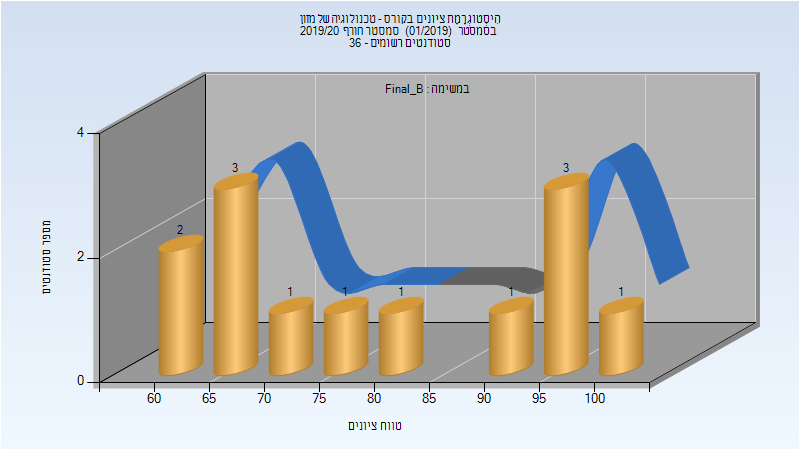 היסטוגרמת ציונים בקורס - טכנולוגיה של מזון
בסמסטר (01/2019) סמסטר חורף 2019/20
סטודנטים רשומים - 36
במשימה : Final_B
מספר סטודנטים
4
2
0
2
3
1
1
1
1
3
1
60 65 70 75 80 85 90 95 100
טווח ציונים